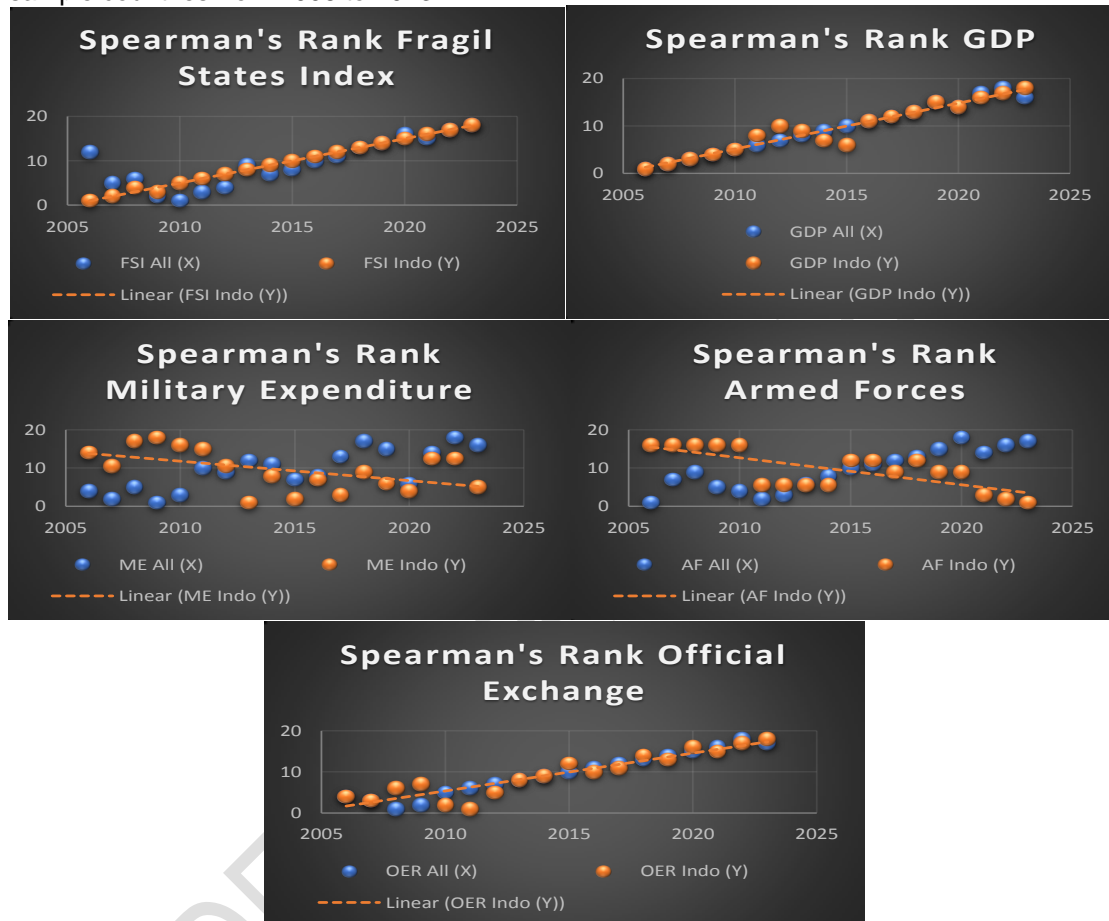 Spearman's Rank Fragil
States Index
20
10
0
2005 2010 2015 2020 2025
FSI All (X) FSI Indo (Y)
Linear (FSI Indo (Y))
Spearman's Rank GDP
20
10
0
2005 2010 2015 2020 2025
GDP All (X)
GDP Indo (Y)
Linear (GDP Indo (Y))
Spearman's Rank
Military Expenditure
20
10
0
2005 2010 2015 2020 2025
ME All (X) ME Indo (Y)
Linear (ME Indo (Y))
Spearman's Rank
Armed Forces
20
10
0
2005 2010 2015 2020 2025
AF All (X) AF Indo (Y)
Linear (AF Indo (Y))
Spearman's Rank Official
Exchange
20
10
0
2005 2010 2015 2020 2025
OER All (X) OER Indo (Y)
Linear (OER Indo (Y))